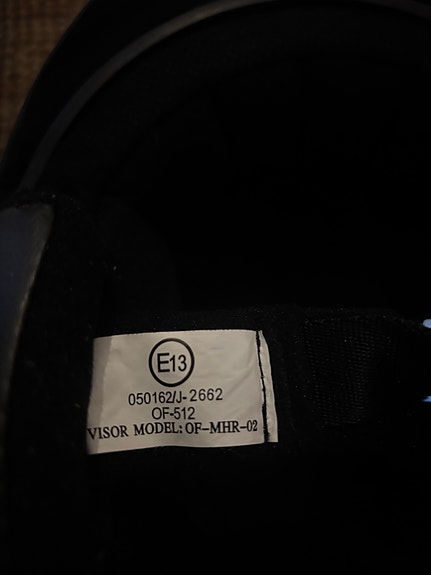 E13
050162/J-2662
OF-512
VISOR MODEL: OF-MHR-02